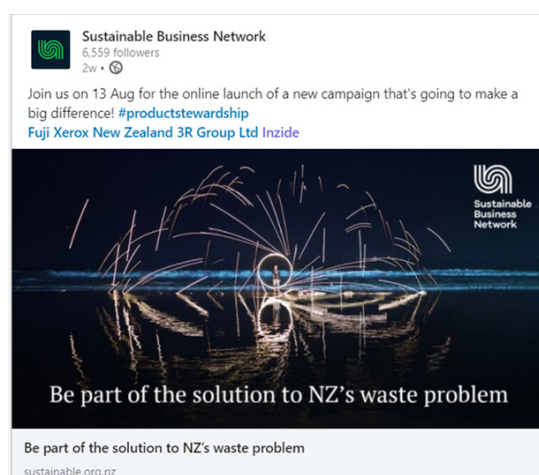 Sustainable Business Network
6,559 followers
2w •
Join us on 13 Aug for the online launch of a new campaign that's going to make a
big difference! #productstewardship
Fuji Xerox New Zealand 3R Group Ltd Inzide
Sustainable
Business
Network
Be part of the solution to NZ's waste problem
Be part of the solution to NZ's waste problem
sustainable.org.nz